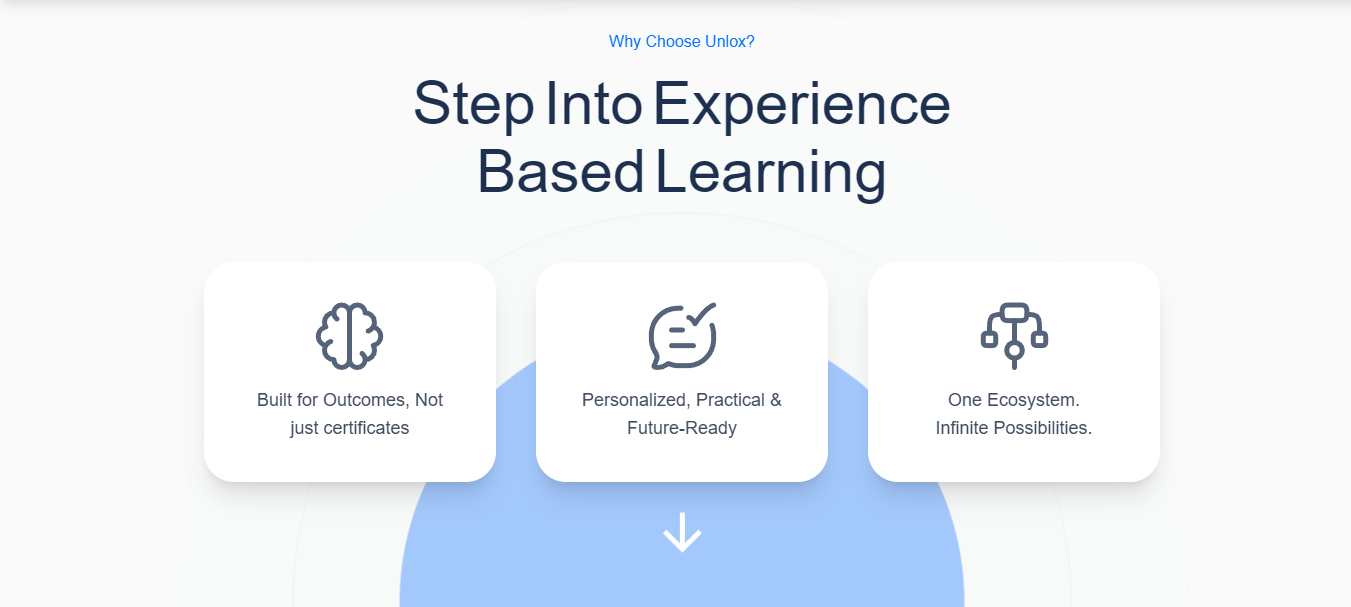 Why Choose Unlox?
Step Into Experience
Based Learning
Built for Outcomes, Not
just certificates
Personalized, Practical &
Future-Ready
One Ecosystem.
Infinite Possibilities.